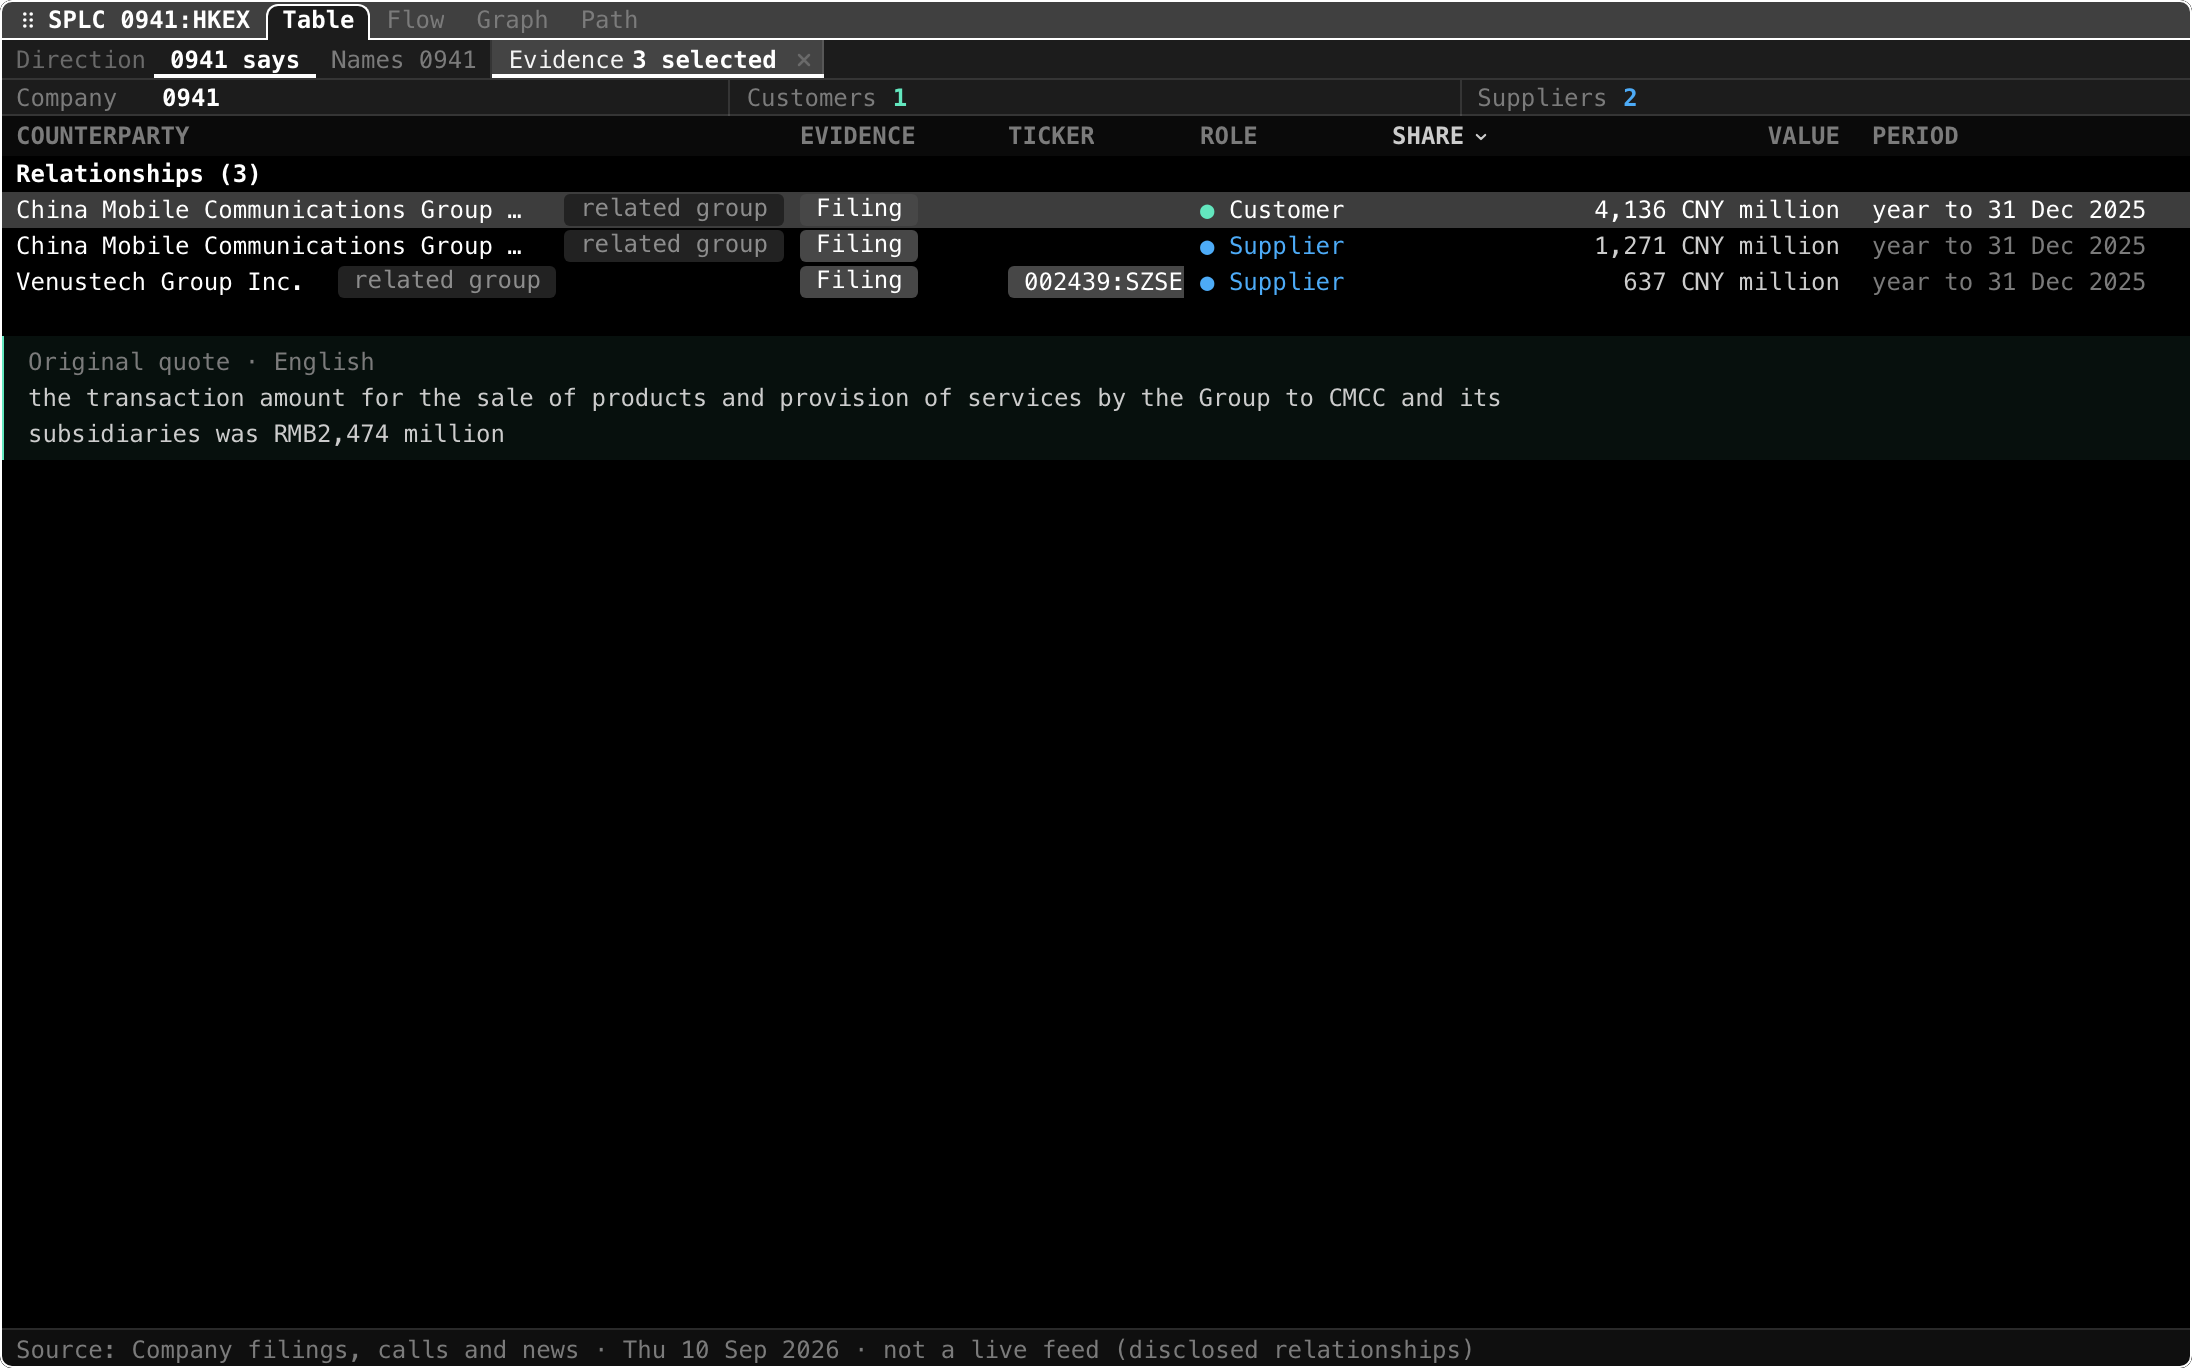 SPLC 0941:HKEX Table Flow Graph Path
Direction 0941 says Names 0941 Evidence 3 selected ×
Company 0941 Customers 1 Suppliers 2
COUNTERPARTY EVIDENCE TICKER ROLE SHARE VALUE PERIOD
Relationships (3)
China Mobile Communications Group … related group Filing Customer 4,136 CNY million year to 31 Dec 2025
China Mobile Communications Group … related group Filing Supplier 1,271 CNY million year to 31 Dec 2025
Venustech Group Inc. related group Filing 002439:SZSE Supplier 637 CNY million year to 31 Dec 2025
Original quote · English
the transaction amount for the sale of products and provision of services by the Group to CMCC and its
subsidiaries was RMB2,474 million
Source: Company filings, calls and news · Thu 10 Sep 2026 · not a live feed (disclosed relationships)